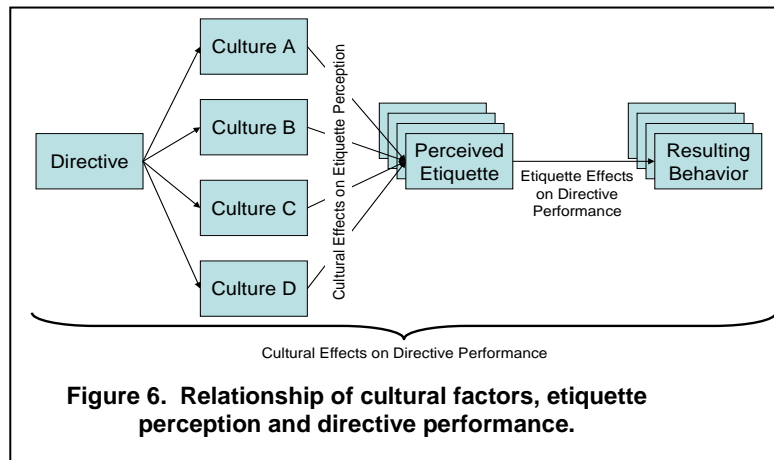 Culture A
Culture B
Directive
Culture C
Culture D
Cultural Effects on Etiquette Perception
Perceived
Etiquette
Etiquette Effects
on Directive
Performance
Resulting
Behavior
Cultural Effects on Directive Performance
Figure 6. Relationship of cultural factors, etiquette
perception and directive performance.